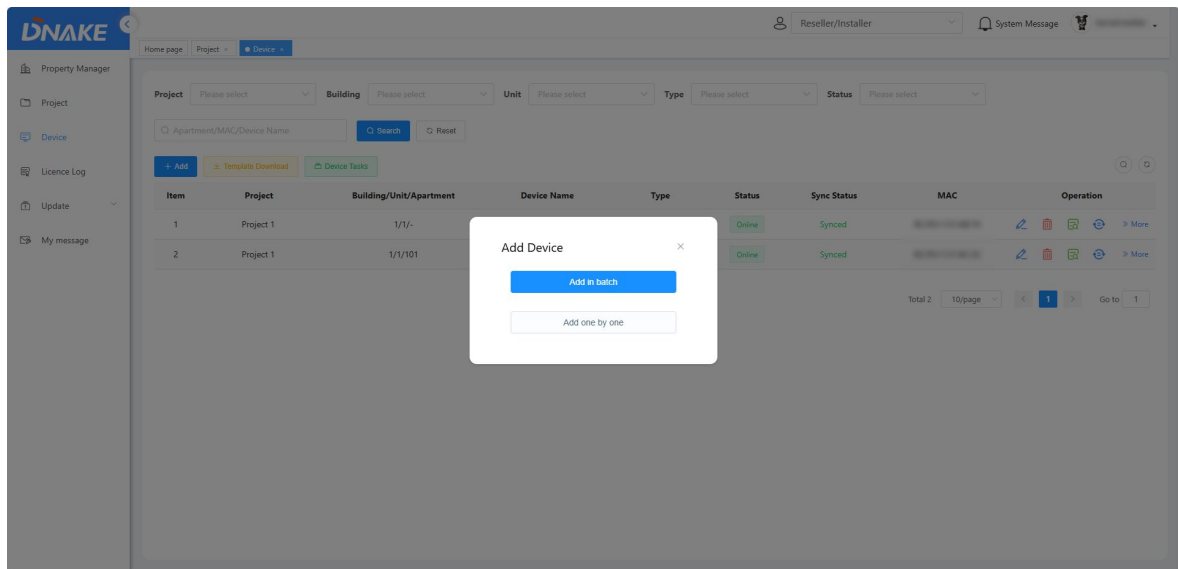 DNAKE
Reseller/Installer
System Message
Home page
Project ×
Device ×
Property Manager
Project
Device
Licence Log
Update
My message
Project Please select
Building Please select
Unit Please select
Type Please select
Status Please select
Apartment/MAC/Device Name
Search
Reset
+ Add
Template Download
Device Tasks
Item Project Building/Unit/Apartment Device Name Type Status Sync Status MAC Operation
1 Project 1 1/1/- Online Synced » More
2 Project 1 1/1/101 Online Synced » More
Add Device ×
Add in batch
Add one by one
Total 2 10/page < 1 > Go to 1